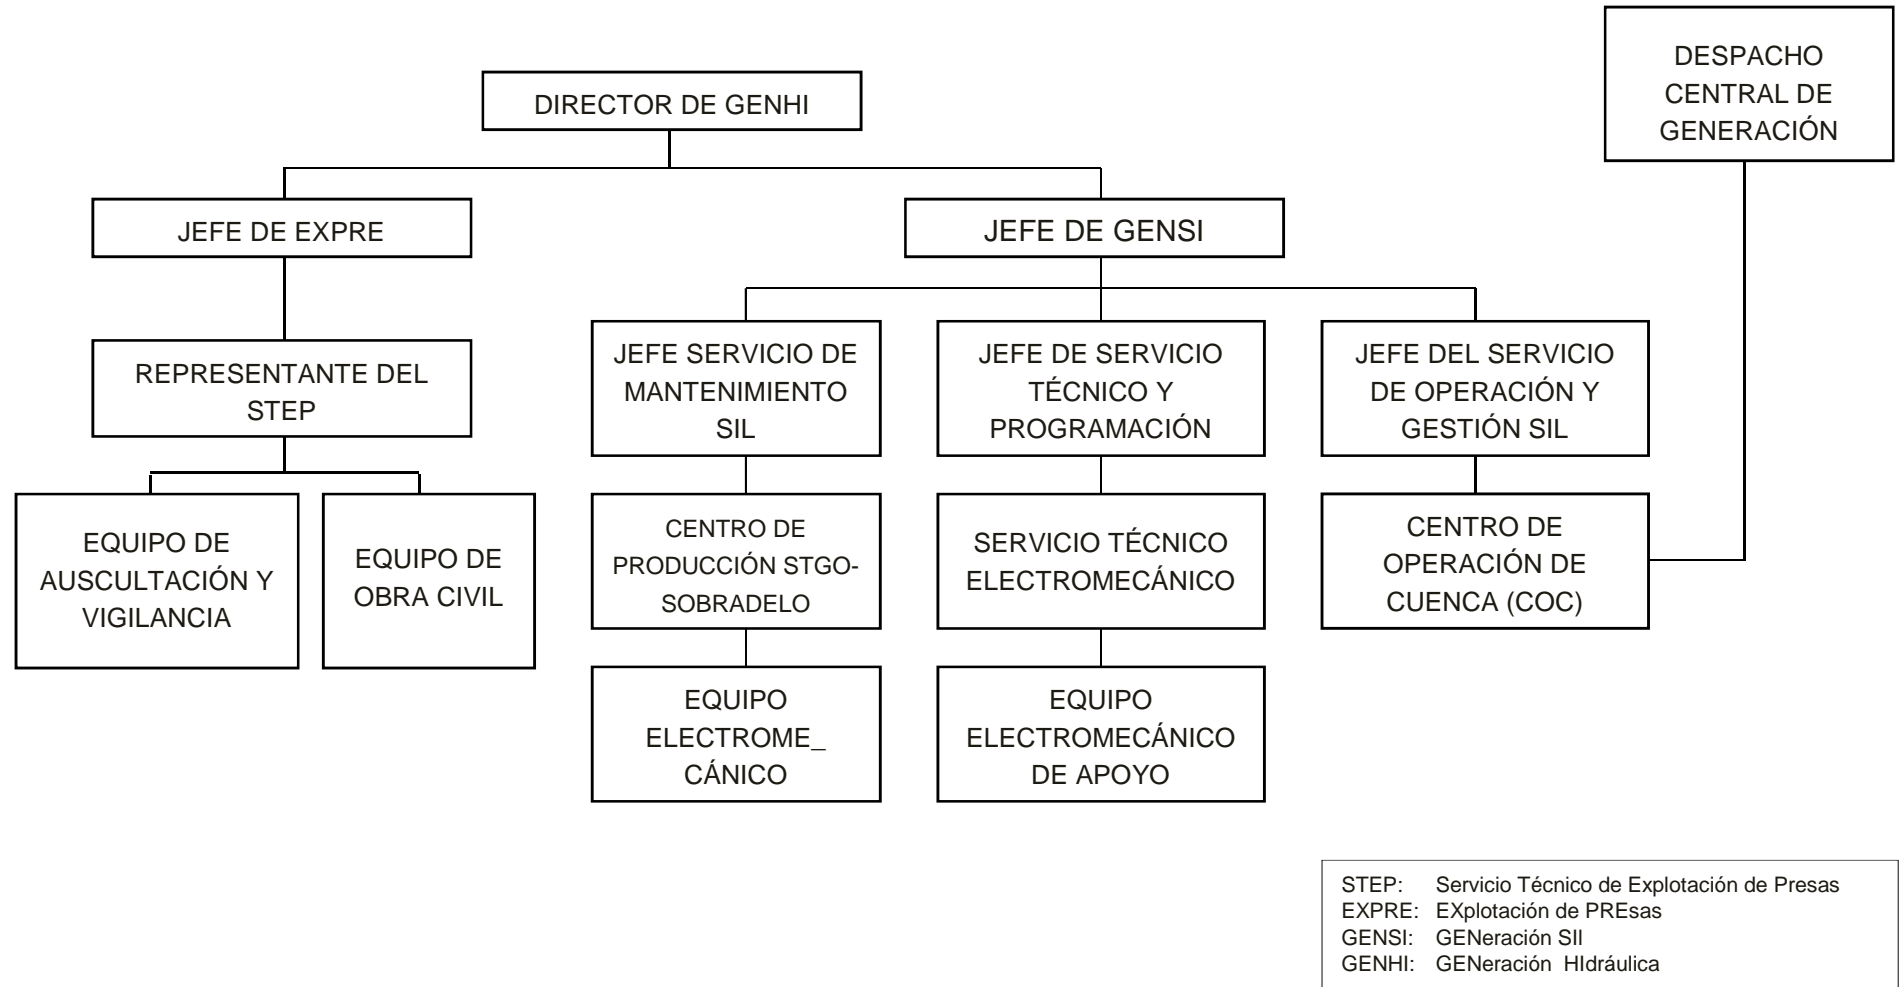 DESPACHO
CENTRAL DE
GENERACIÓN
DIRECTOR DE GENHI
JEFE DE EXPRE
JEFE DE GENSI
REPRESENTANTE DEL
STEP
JEFE SERVICIO DE
MANTENIMIENTO
SIL
JEFE DE SERVICIO
TÉCNICO Y
PROGRAMACIÓN
JEFE DEL SERVICIO
DE OPERACIÓN Y
GESTIÓN SIL
EQUIPO DE
AUSCULTACIÓN Y
VIGILANCIA
EQUIPO DE
OBRA CIVIL
CENTRO DE
PRODUCCIÓN STGO-
SOBRADELO
SERVICIO TÉCNICO
ELECTROMECÁNICO
CENTRO DE
OPERACIÓN DE
CUENCA (COC)
EQUIPO
ELECTROME_
CÁNICO
EQUIPO
ELECTROMECÁNICO
DE APOYO
STEP: Servicio Técnico de Explotación de Presas
EXPRE: EXplotación de PREsas
GENSI: GENeración SIl
GENHI: GENeración HIdráulica